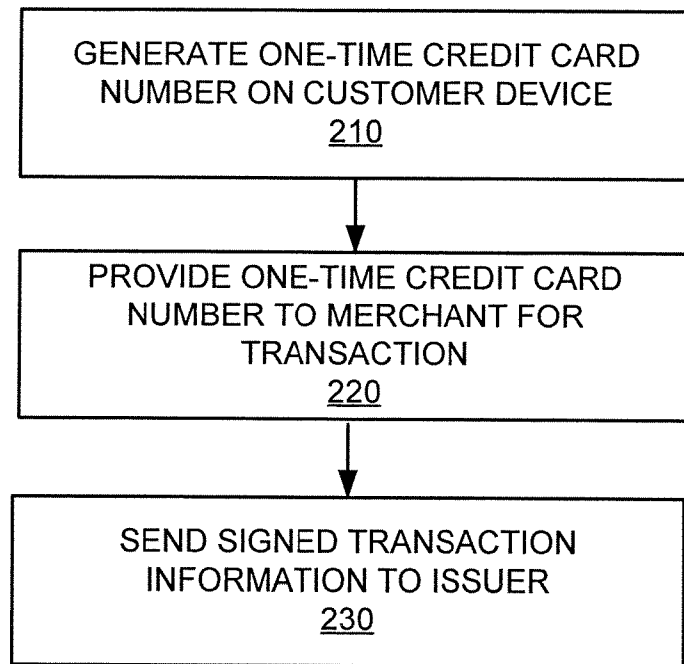 GENERATE ONE-TIME CREDIT CARD
NUMBER ON CUSTOMER DEVICE
210
PROVIDE ONE-TIME CREDIT CARD
NUMBER TO MERCHANT FOR
TRANSACTION
220
SEND SIGNED TRANSACTION
INFORMATION TO ISSUER
230